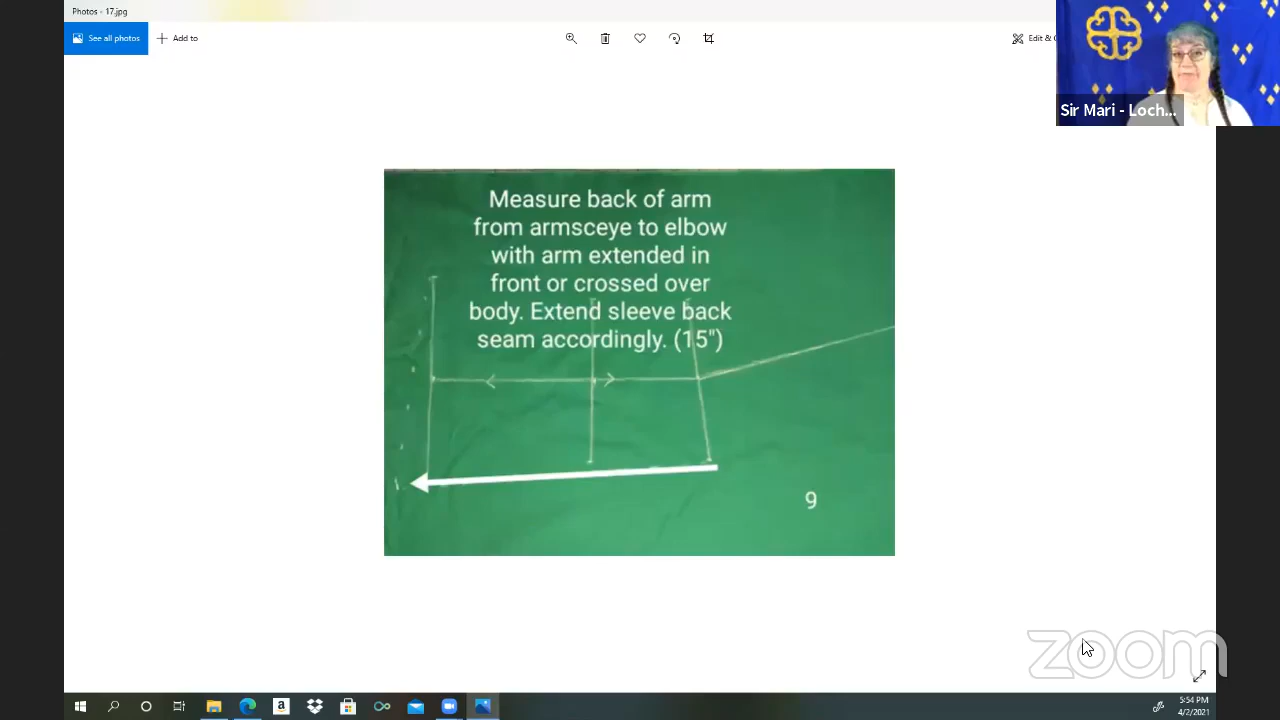 Photos - 17.jpg
See all photos
Add to
Edit & C
Sir Mari - Loch...
Measure back of arm
from armsceye to elbow
with arm extended in
front or crossed over
body. Extend sleeve back
seam accordingly. (15")
9
zoom
5:54 PM
4/2/2021